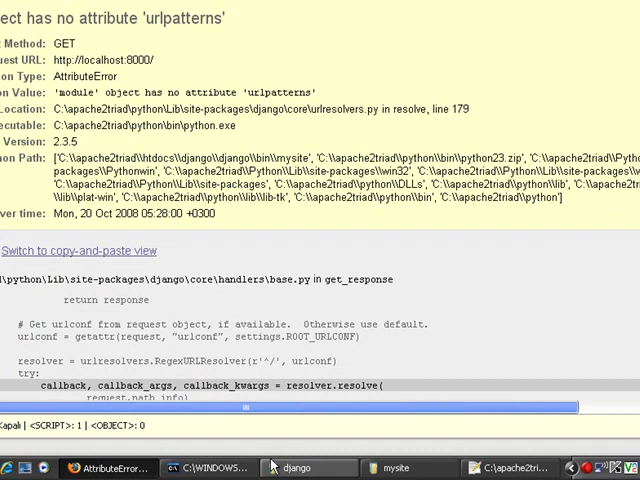 ect has no attribute 'urlpatterns'
t Method: GET
uest URL: http://localhost:8000/
on Type: AttributeError
on Value: 'module' object has no attribute 'urlpatterns'
Location: C:\apache2triad\python\Lib\site-packages\django\core\urlresolvers.py in resolve, line 179
ecutable: C:\apache2triad\python\bin\python.exe
Version: 2.3.5
hon Path: ['C:\\apache2triad\\htdocs\\django\\django\\bin\\mysite', 'C:\\apache2triad\\python\\bin\\python23.zip', 'C:\\apache2triad\\Pytho
packages\\Pythonwin', 'C:\\apache2triad\\Python\\Lib\\site-packages\\win32', 'C:\\apache2triad\\Python\\Lib\\site-
'C:\\apache2triad\\Python\\Lib\\site-packages', 'C:\\apache2triad\\python\\DLLs', 'C:\\apache2triad\\python\\lib', 'C:\\apache2triad
\\lib\\plat-win', 'C:\\apache2triad\\python\\lib\\lib-tk', 'C:\\apache2triad\\python\\bin', 'C:\\apache2triad\\python']
ver time: Mon, 20 Oct 2008 05:28:00 +0300
Switch to copy-and-paste view
d\python\Lib\site-packages\django\core\handlers\base.py in get_response
return response
# Get urlconf from request object, if available. Otherwise use default.
urlconf = getattr(request, "urlconf", settings.ROOT_URLCONF)
resolver = urlresolvers.RegexURLResolver(r'^/', urlconf)
try:
callback, callback_args, callback_kwargs = resolver.resolve(
request.path_info)
Kapalı | <SCRIPT>: 1 | <OBJECT>: 0
AttributeError... C:\WINDOWS... django mysite C:\apache2tri...